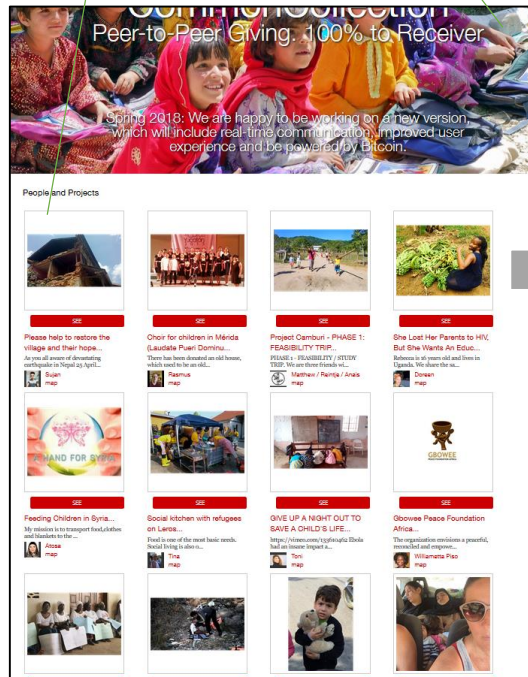 CommonCollection
Peer-to-Peer Giving. 100% to Receiver
Spring 2018: We are happy to be working on a new version,
which will include real-time communication, improved user
experience and be powered by Bitcoin.
People and Projects
SEE
Please help to restore the
village and their hope...
As you all aware of devastating
earthquake in Nepal 25 April...
Sujan
map
SEE
Choir for children in Mérida
(Laudate Pueri Dominu...
There has been donated an old house,
which need to be an old...
Rasmus
map
SEE
Project Camburi - PHASE 1:
FEASIBILITY TRIP...
PHASE 1 - FEASIBILITY / STUDY
TRIP. We are three friends wi...
Matthew / Reintje / Anais
map
SEE
She Lost Her Parents to HIV,
But She Wants An Educ...
Rebecca is 16 years old and lives in
Uganda. We share the sa...
Doreen
map
A HAND FOR SYRIA
SEE
Feeding Children in Syria...
My mission is to transport food,clothes
and blankets to the ...
Atosa
map
SEE
Social kitchen with refugees
on Leros...
Food is one of the most basic needs.
Social living is also o...
Tina
map
SEE
GIVE UP A NIGHT OUT TO
SAVE A CHILD'S LIFE...
https://vimeo.com/139601462 Ebola
had an insane impact a...
Toni
map
GBOWEE
SEE
Gbowee Peace Foundation
Africa...
The organization envisions a peaceful,
reconciled and empowe...
Williametta Piso
map